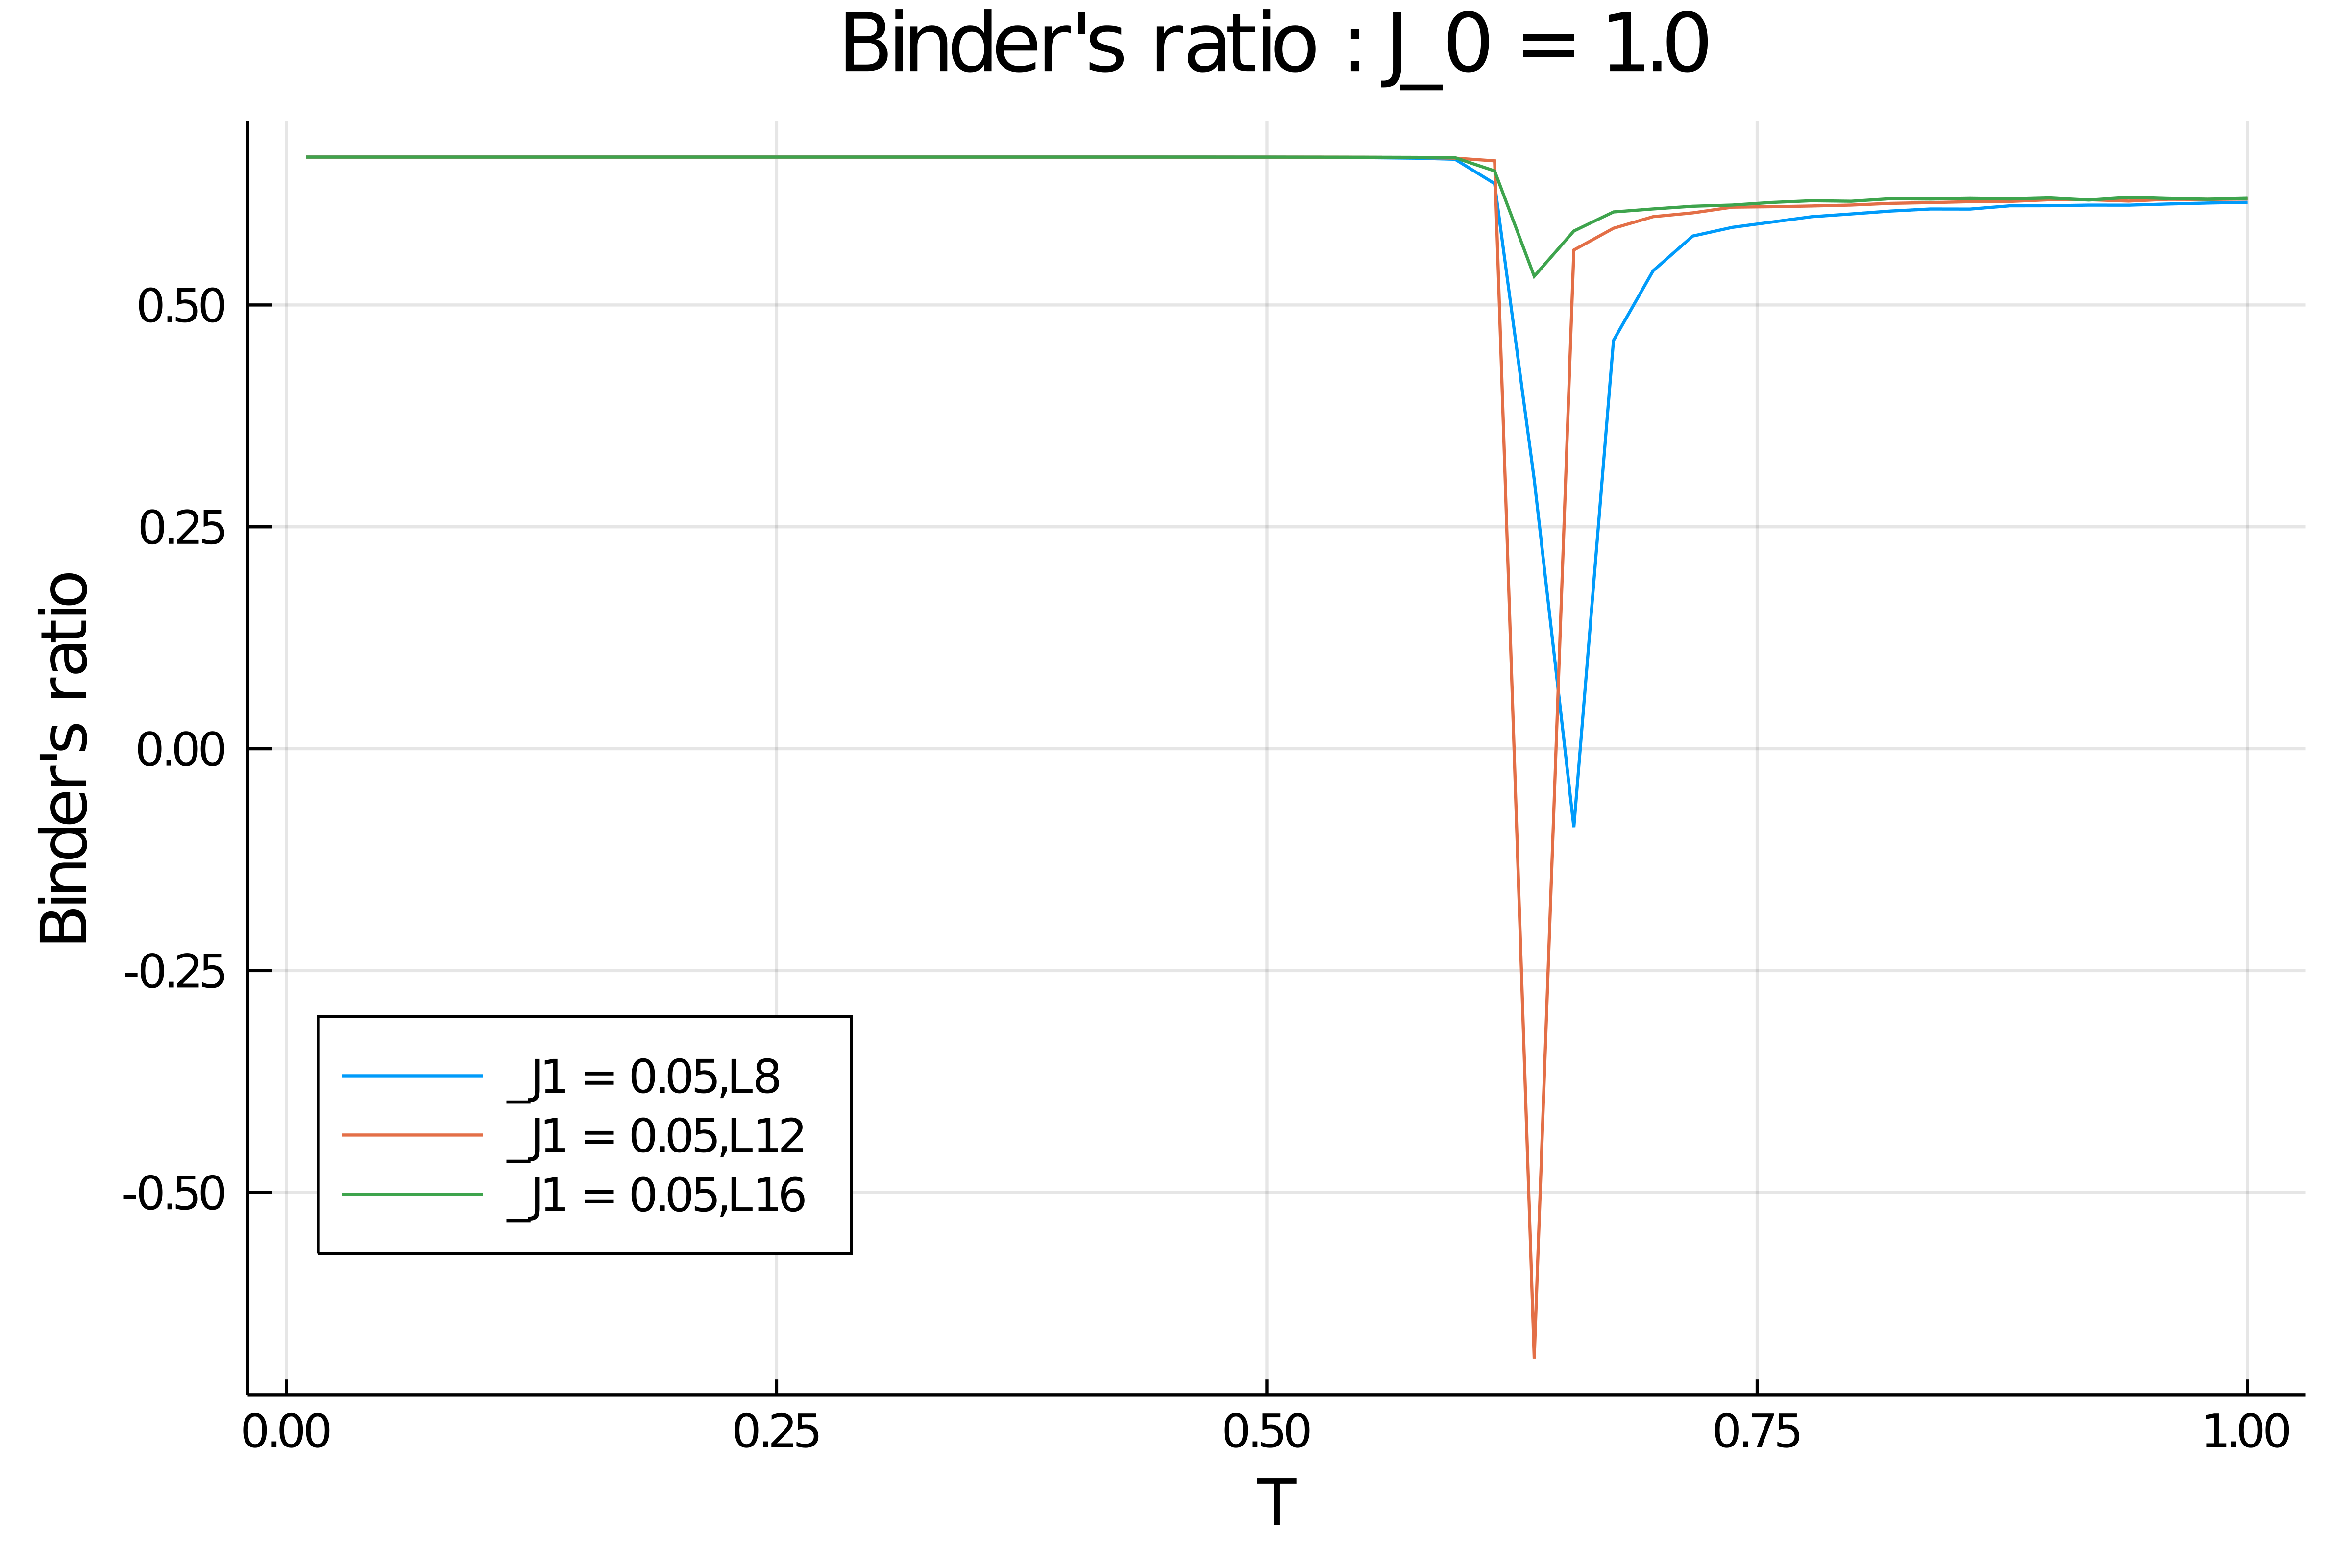 Binder's ratio : J_0 = 1.0
Binder's ratio
0.50
0.25
0.00
-0.25
-0.50
_J1 = 0.05,L8
_J1 = 0.05,L12
_J1 = 0.05,L16
0.00 0.25 0.50 0.75 1.00
T